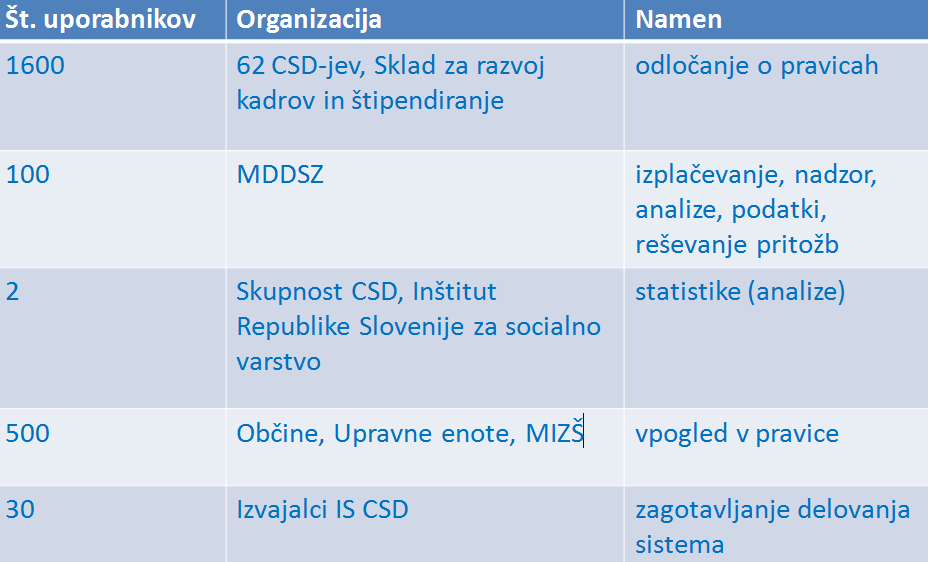 Št. uporabnikov Organizacija Namen
1600 62 CSD-jev, Sklad za razvoj odločanje o pravicah
kadrov in štipendiranje
100 MDDSZ izplačevanje, nadzor,
analize, podatki,
reševanje pritožb
2 Skupnost CSD, Inštitut statistike (analize)
Republike Slovenije za socialno
varstvo
500 Občine, Upravne enote, MIZŠ vpogled v pravice
30 Izvajalci IS CSD zagotavljanje delovanja
sistema